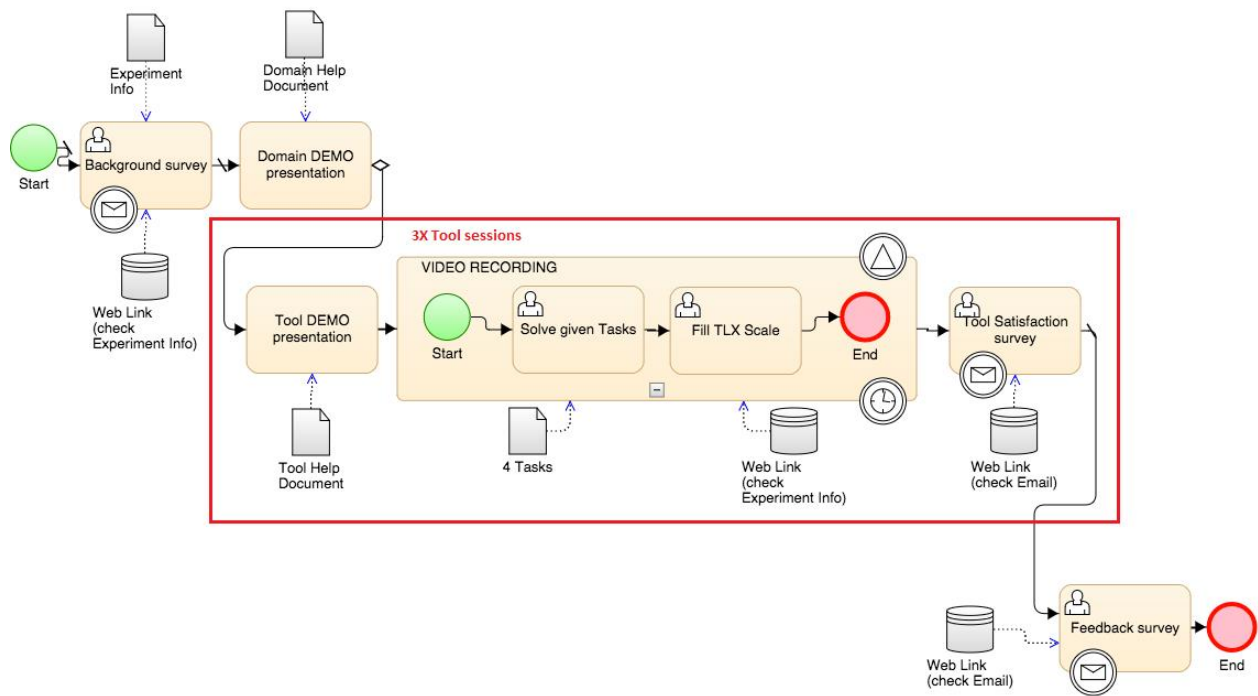 Experiment
Info
Domain Help
Document
Start
Background survey
Domain DEMO
presentation
Web Link
(check
Experiment Info)
3X Tool sessions
VIDEO RECORDING
Tool DEMO
presentation
Start
Solve given Tasks
Fill TLX Scale
End
Tool Satisfaction
survey
Tool Help
Document
4 Tasks
Web Link
(check
Experiment Info)
Web Link
(check Email)
Feedback survey
Web Link
(check Email)
End